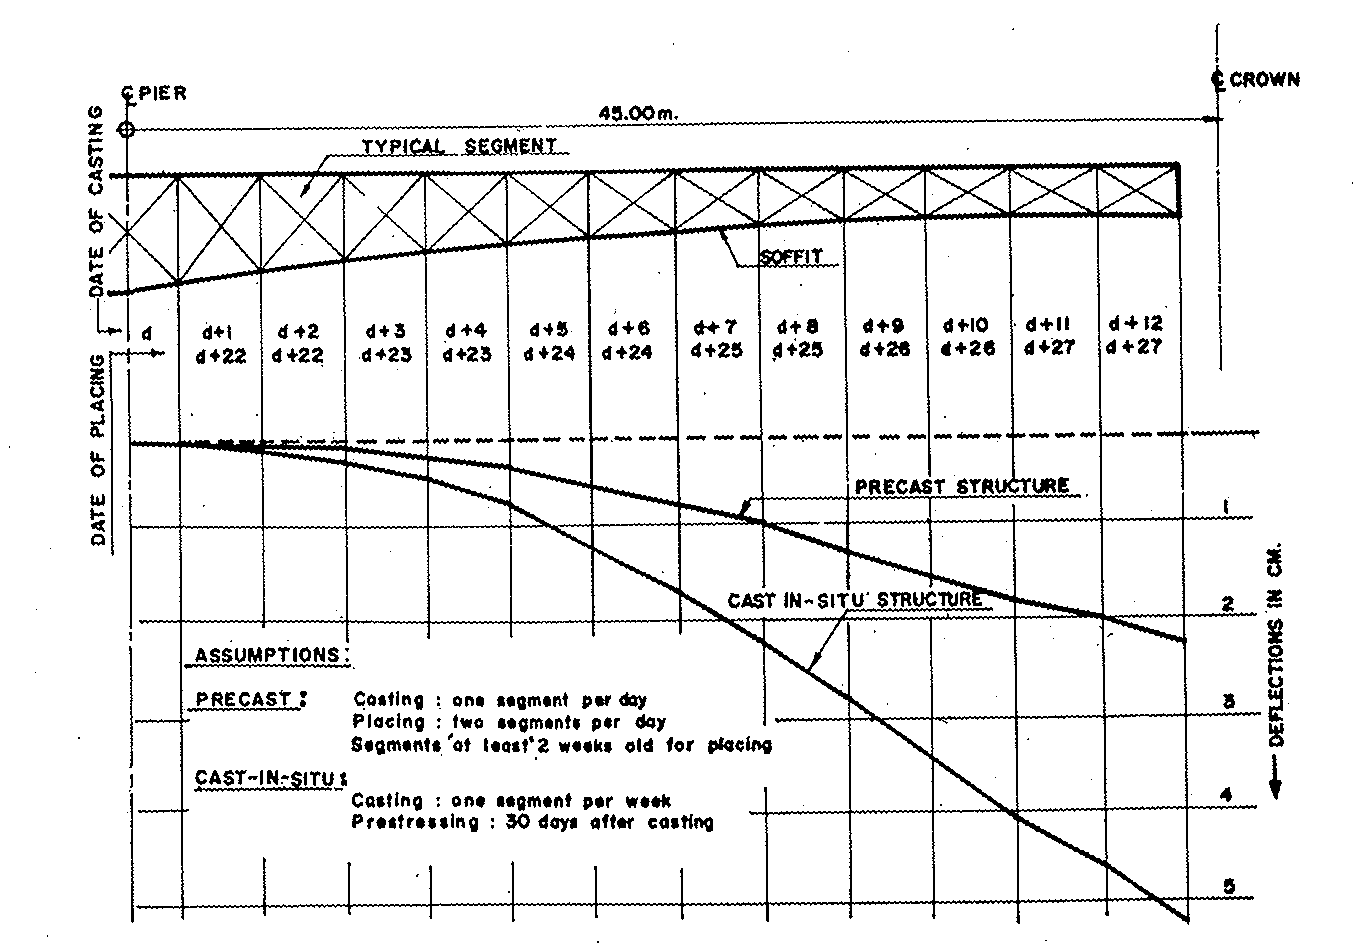 ℄ PIER
℄ CROWN
45.00 m.
TYPICAL SEGMENT
DATE OF CASTING
SOFFIT
d d+1 d+2 d+3 d+4 d+5 d+6 d+7 d+8 d+9 d+10 d+11 d+12
d+22 d+22 d+23 d+23 d+24 d+24 d+25 d+25 d+26 d+26 d+27 d+27
DATE OF PLACING
PRECAST STRUCTURE
1
CAST IN-SITU STRUCTURE
2
DEFLECTIONS IN CM.
ASSUMPTIONS:
PRECAST: Casting : one segment per day
Placing : two segments per day
Segments "at least" 2 weeks old for placing
3
CAST-IN-SITU:
Casting : one segment per week
Prestressing : 30 days after casting
4
5